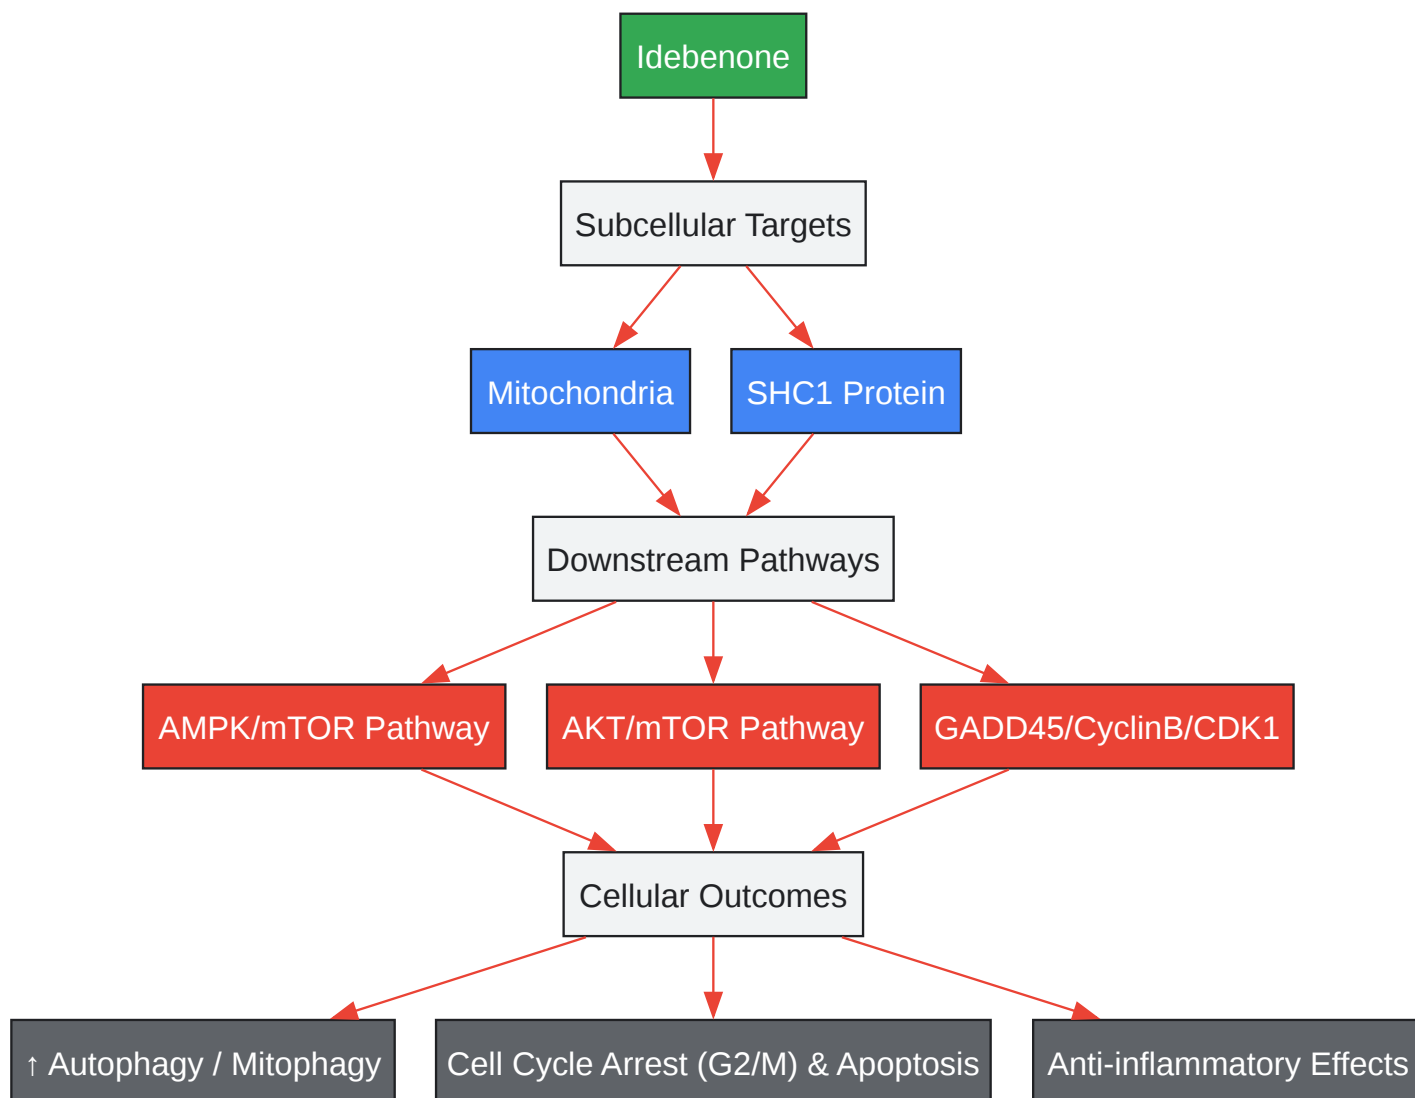 Idebenone
Subcellular Targets
Mitochondria
SHC1 Protein
Downstream Pathways
AMPK/mTOR Pathway
AKT/mTOR Pathway
GADD45/CyclinB/CDK1
Cellular Outcomes
↑ Autophagy / Mitophagy
Cell Cycle Arrest (G2/M) & Apoptosis
Anti-inflammatory Effects